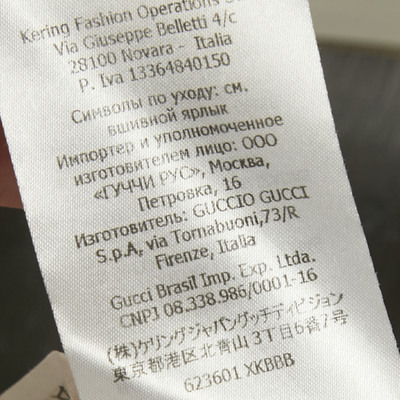 Kering Fashion Operations
Via Giuseppe Belletti 4/c
28100 Novara - Italia
P. Iva 13364840150
Символы по уходу: см.
вшивной ярлык
Импортер и уполномоченное
изготовителем лицо: ООО
«ГУЧЧИ РУС», Москва,
Петровка, 16
Изготовитель: GUCCIO GUCCI
S.p.A, via Tornabuoni,73/R
Firenze, Italia
Gucci Brasil Imp. Exp. Ltda.
CNPJ 08.338.986/0001-16
(株)ケリングジャパングッチディビジョン
東京都港区北青山3丁目6番7号
623601 XKBBB